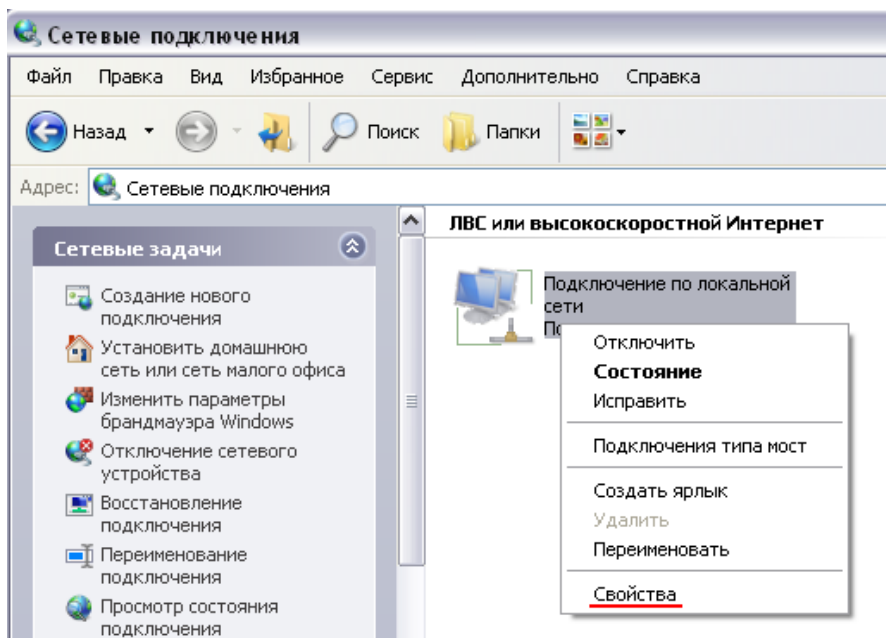 Сетевые подключения
Файл Правка Вид Избранное Сервис Дополнительно Справка
Назад Поиск Папки
Адрес: Сетевые подключения
Сетевые задачи
Создание нового
подключения
Установить домашнюю
сеть или сеть малого офиса
Изменить параметры
брандмауэра Windows
Отключение сетевого
устройства
Восстановление
подключения
Переименование
подключения
Просмотр состояния
подключения
ЛВС или высокоскоростной Интернет
Подключение по локальной
сети
Отключить
Состояние
Исправить
Подключения типа мост
Создать ярлык
Удалить
Переименовать
Свойства